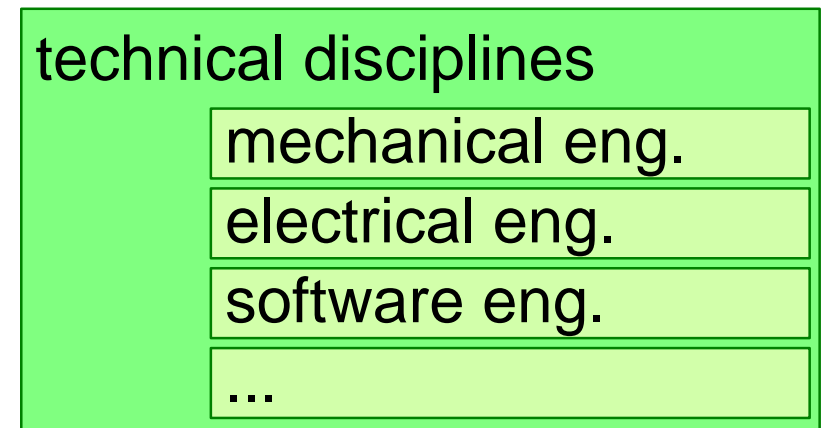 technical disciplines
mechanical eng.
electrical eng.
software eng.
...